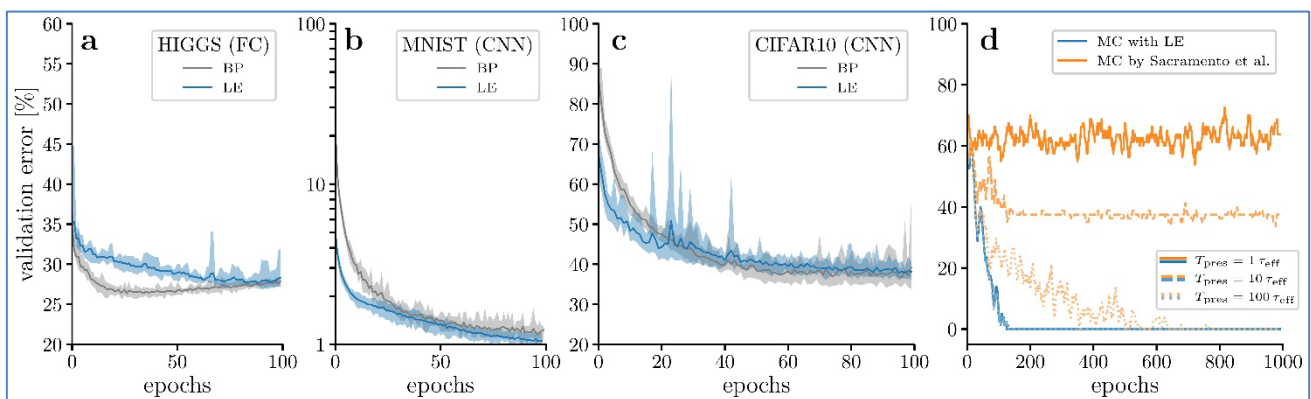 a
HIGGS (FC)
BP
LE
validation error [%]
60
55
50
45
40
35
30
25
20
0
50
100
epochs
b
MNIST (CNN)
BP
LE
100
10
1
0
50
100
epochs
c
CIFAR10 (CNN)
BP
LE
100
90
80
70
60
50
40
30
20
0
20
40
60
80
100
epochs
d
MC with LE
MC by Sacramento et al.
100
80
60
40
20
0
T_pres = 1 τ_eff
T_pres = 10 τ_eff
T_pres = 100 τ_eff
0
200
400
600
800
1000
epochs